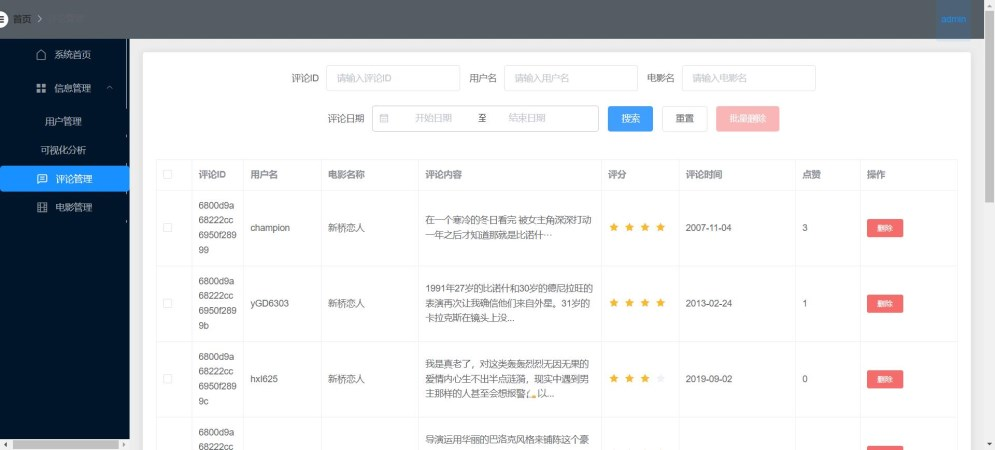 首页 >
admin
系统首页
信息管理
用户管理
可视化分析
评论管理
电影管理
评论ID 请输入评论ID 用户名 请输入用户名 电影名 请输入电影名
评论日期 开始日期 至 结束日期 搜索 重置 批量删除
评论ID 用户名 电影名称 评论内容 评分 评论时间 点赞 操作
6800d9a
68222cc
6950f289
99
champion
新桥恋人
在一个寒冷的冬日看完 被女主角深深打动
一年之后才知道那就是比诺什…
2007-11-04
3
删除
6800d9a
68222cc
6950f289
9b
yGD6303
新桥恋人
1991年27岁的比诺什和30岁的德尼拉旺的
表演再次让我确信他们来自外星。31岁的
卡拉克斯在镜头上没...
2013-02-24
1
删除
6800d9a
68222cc
6950f289
9c
hxl625
新桥恋人
我是真老了，对这类轰轰烈烈无因无果的
爱情内心生不出半点涟漪，现实中遇到男
主那样的人甚至会想报警 以...
2019-09-02
0
删除
6800d9a
68222cc
导演运用华丽的巴洛克风格来铺陈这个豪